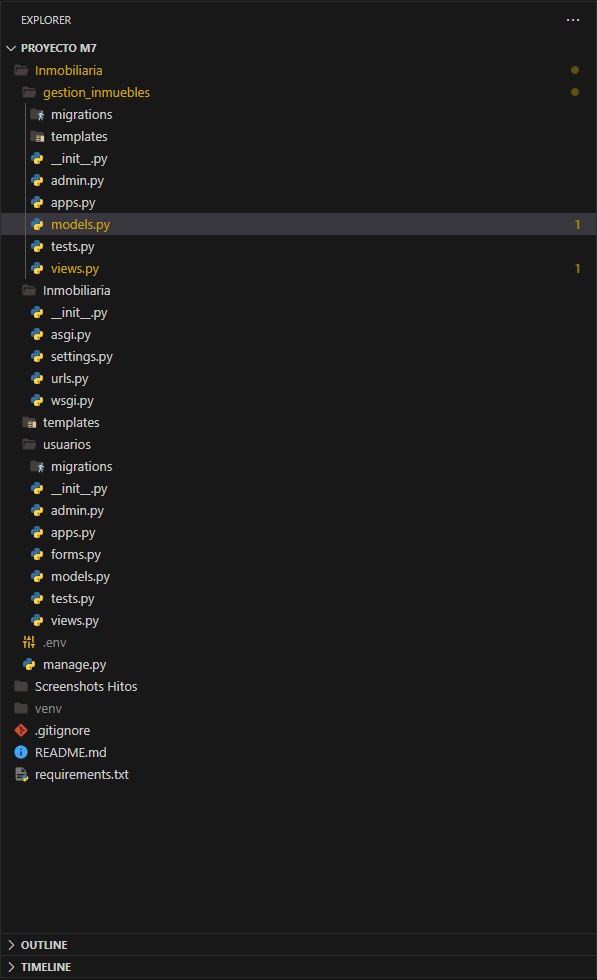 EXPLORER ...
PROYECTO M7
Inmobiliaria
gestion_inmuebles
migrations
templates
__init__.py
admin.py
apps.py
models.py 1
tests.py
views.py 1
Inmobiliaria
__init__.py
asgi.py
settings.py
urls.py
wsgi.py
templates
usuarios
migrations
__init__.py
admin.py
apps.py
forms.py
models.py
tests.py
views.py
.env
manage.py
Screenshots Hitos
venv
.gitignore
README.md
requirements.txt
OUTLINE
TIMELINE